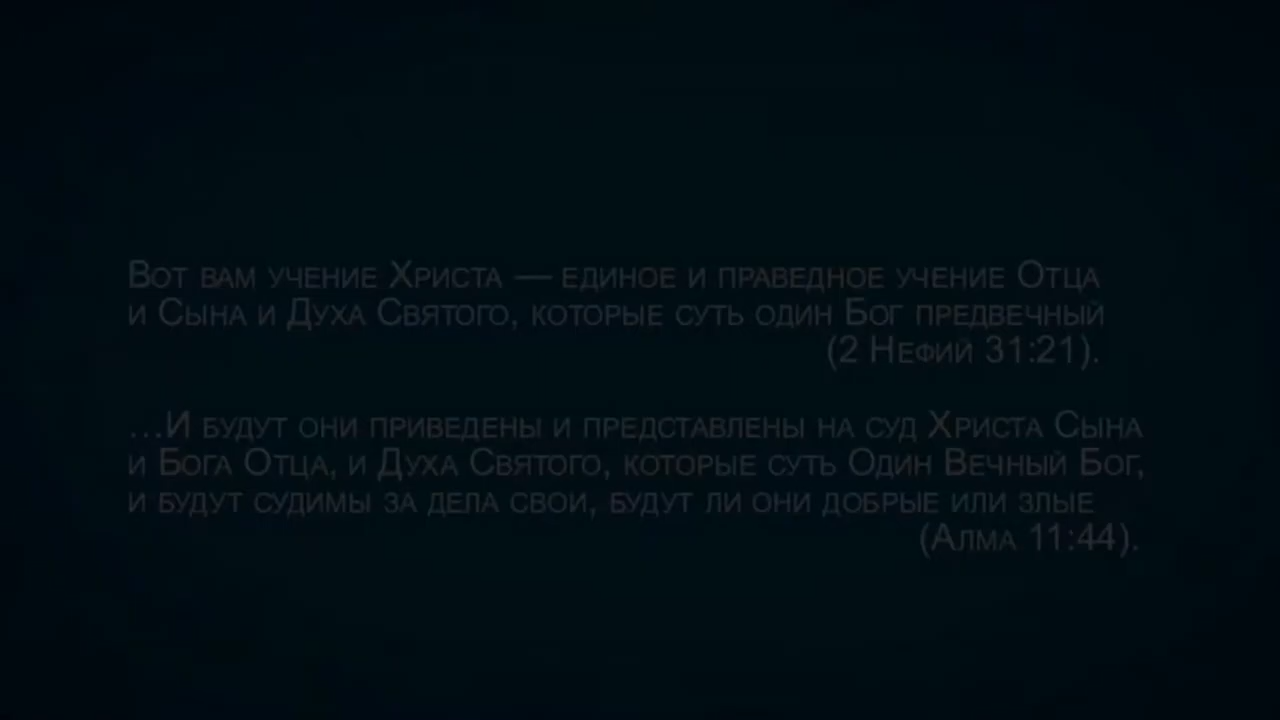 Вот вам учение Христа — единое и праведное учение Отца
и Сына и Духа Святого, которые суть один Бог предвечный
(2 Нефий 31:21).
...И будут они приведены и представлены на суд Христа Сына
и Бога Отца, и Духа Святого, которые суть Один Вечный Бог,
и будут судимы за дела свои, будут ли они добрые или злые
(Алма 11:44).